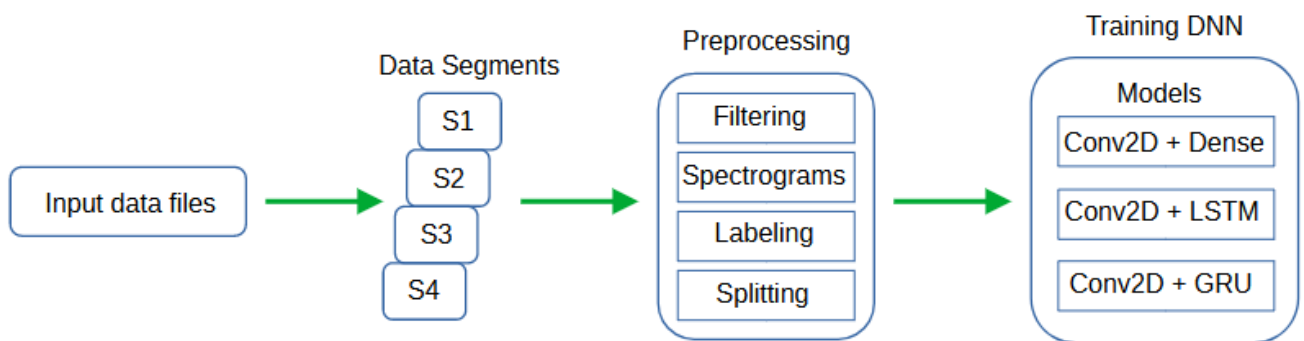 Input data files
Data Segments
S1
S2
S3
S4
Preprocessing
Filtering
Spectrograms
Labeling
Splitting
Training DNN
Models
Conv2D + Dense
Conv2D + LSTM
Conv2D + GRU